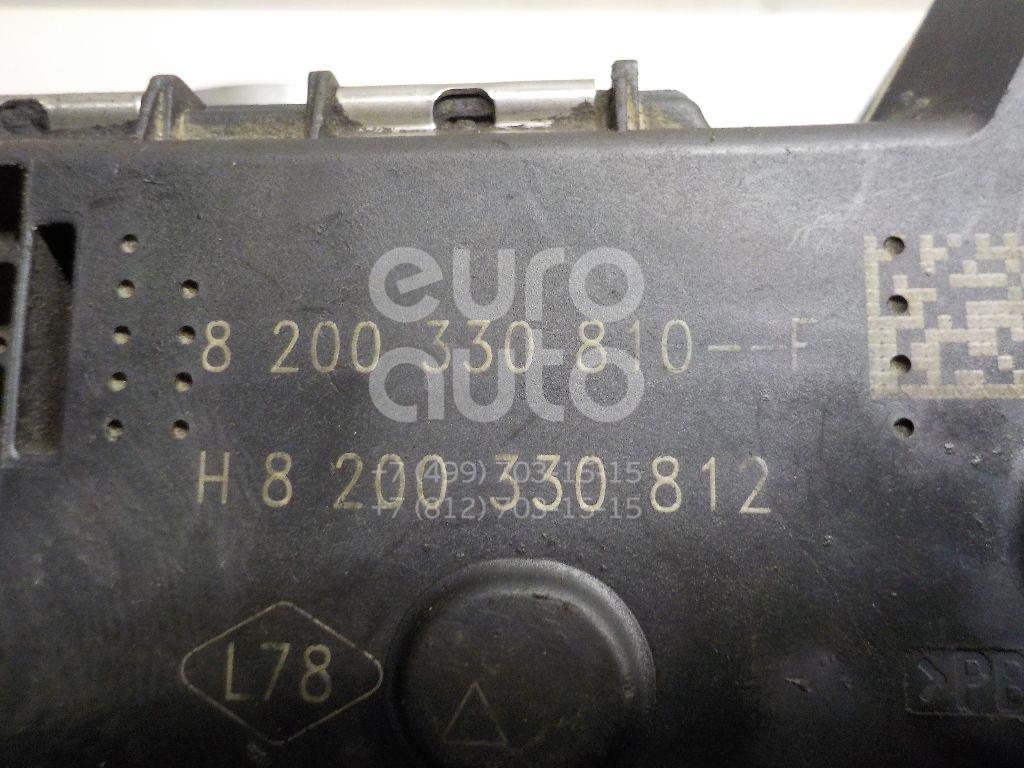 euro
auto
8 200 330 810--F
H 8 200 330 812
+7 (499) 703-15-15
+7 (812) 703-15-15
L78
>PB